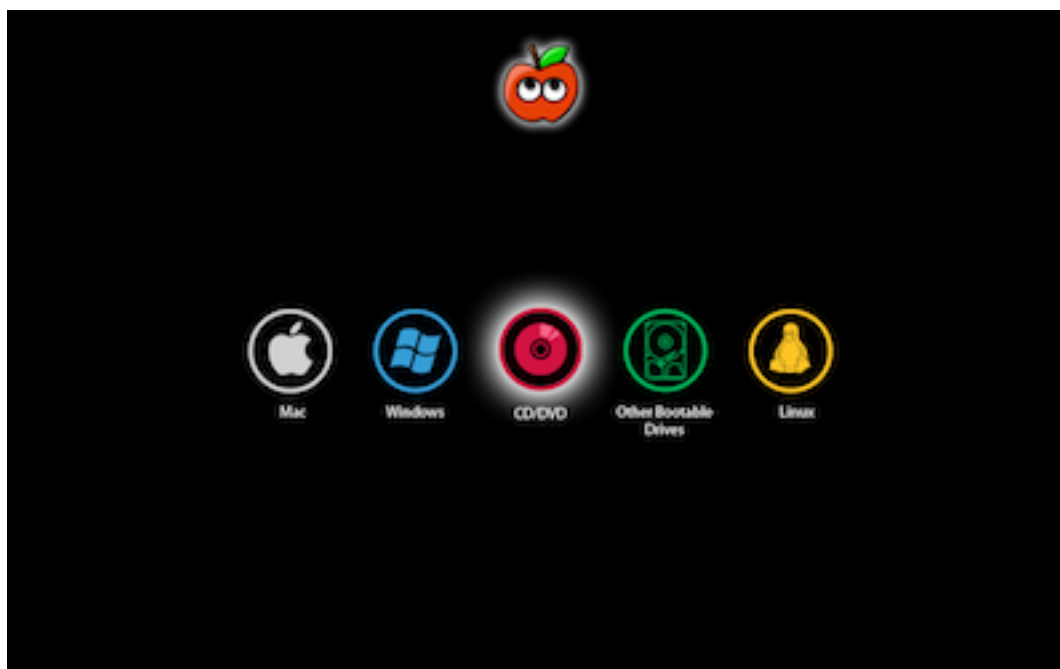 Mac
Windows
CD/DVD
Other Bootable
Drives
Linux